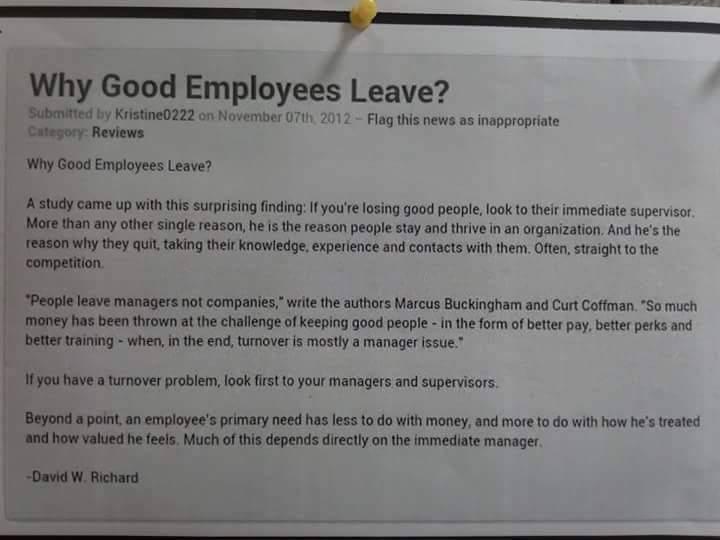 Why Good Employees Leave?
Submitted by Kristine0222 on November 07th, 2012 - Flag this news as inappropriate
Category: Reviews
Why Good Employees Leave?
A study came up with this surprising finding: If you're losing good people, look to their immediate supervisor.
More than any other single reason, he is the reason people stay and thrive in an organization. And he's the
reason why they quit, taking their knowledge, experience and contacts with them. Often, straight to the
competition.
"People leave managers not companies," write the authors Marcus Buckingham and Curt Coffman. "So much
money has been thrown at the challenge of keeping good people - in the form of better pay, better perks and
better training - when, in the end, turnover is mostly a manager issue."
If you have a turnover problem, look first to your managers and supervisors.
Beyond a point, an employee's primary need has less to do with money, and more to do with how he's treated
and how valued he feels. Much of this depends directly on the immediate manager.
-David W. Richard